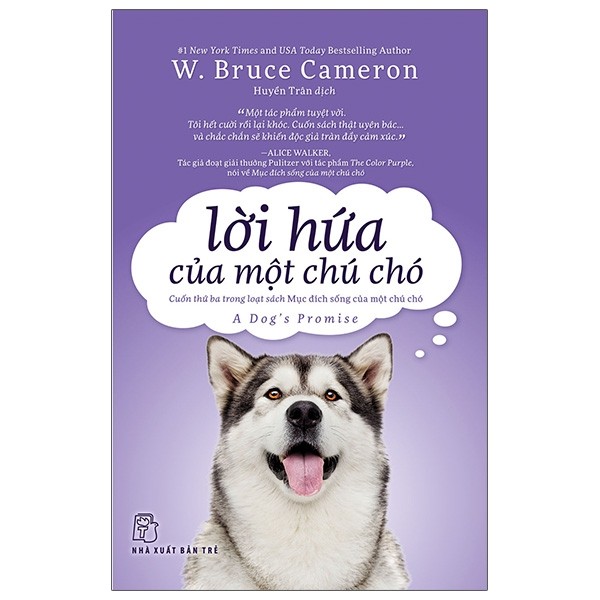 #1 New York Times and USA Today Bestselling Author
W. Bruce Cameron
Huyền Trân dịch
“Một tác phẩm tuyệt vời.
Tôi hết cười rồi lại khóc. Cuốn sách thật uyên bác...
và chắc chắn sẽ khiến độc giả tràn đầy cảm xúc.”
—ALICE WALKER,
Tác giả đoạt giải thưởng Pulitzer với tác phẩm The Color Purple,
nói về Mục đích sống của một chú chó
lời hứa
của một chú chó
Cuốn thứ ba trong loạt sách Mục đích sống của một chú chó
A Dog's Promise
NHÀ XUẤT BẢN TRẺ